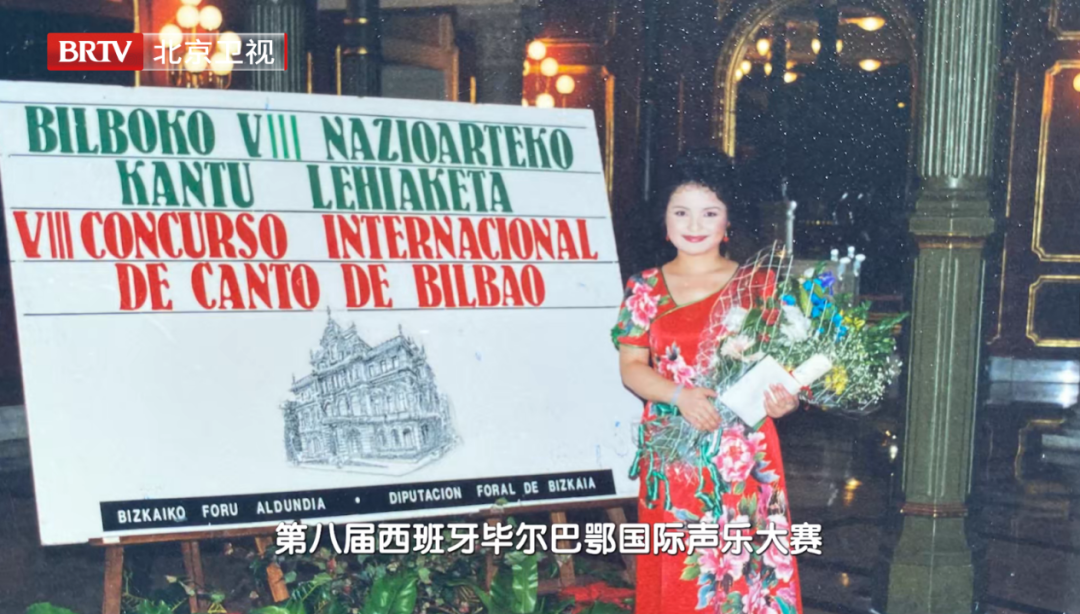 BRTV 北京卫视
BILBOKO VIII NAZIOARTEKO
KANTU LEHIAKETA
VIII CONCURSO INTERNACIONAL
DE CANTO DE BILBAO
BIZKAIKO FORU ALDUNDIA · DIPUTACION FORAL DE BIZKAIA
第八届西班牙毕尔巴鄂国际声乐大赛